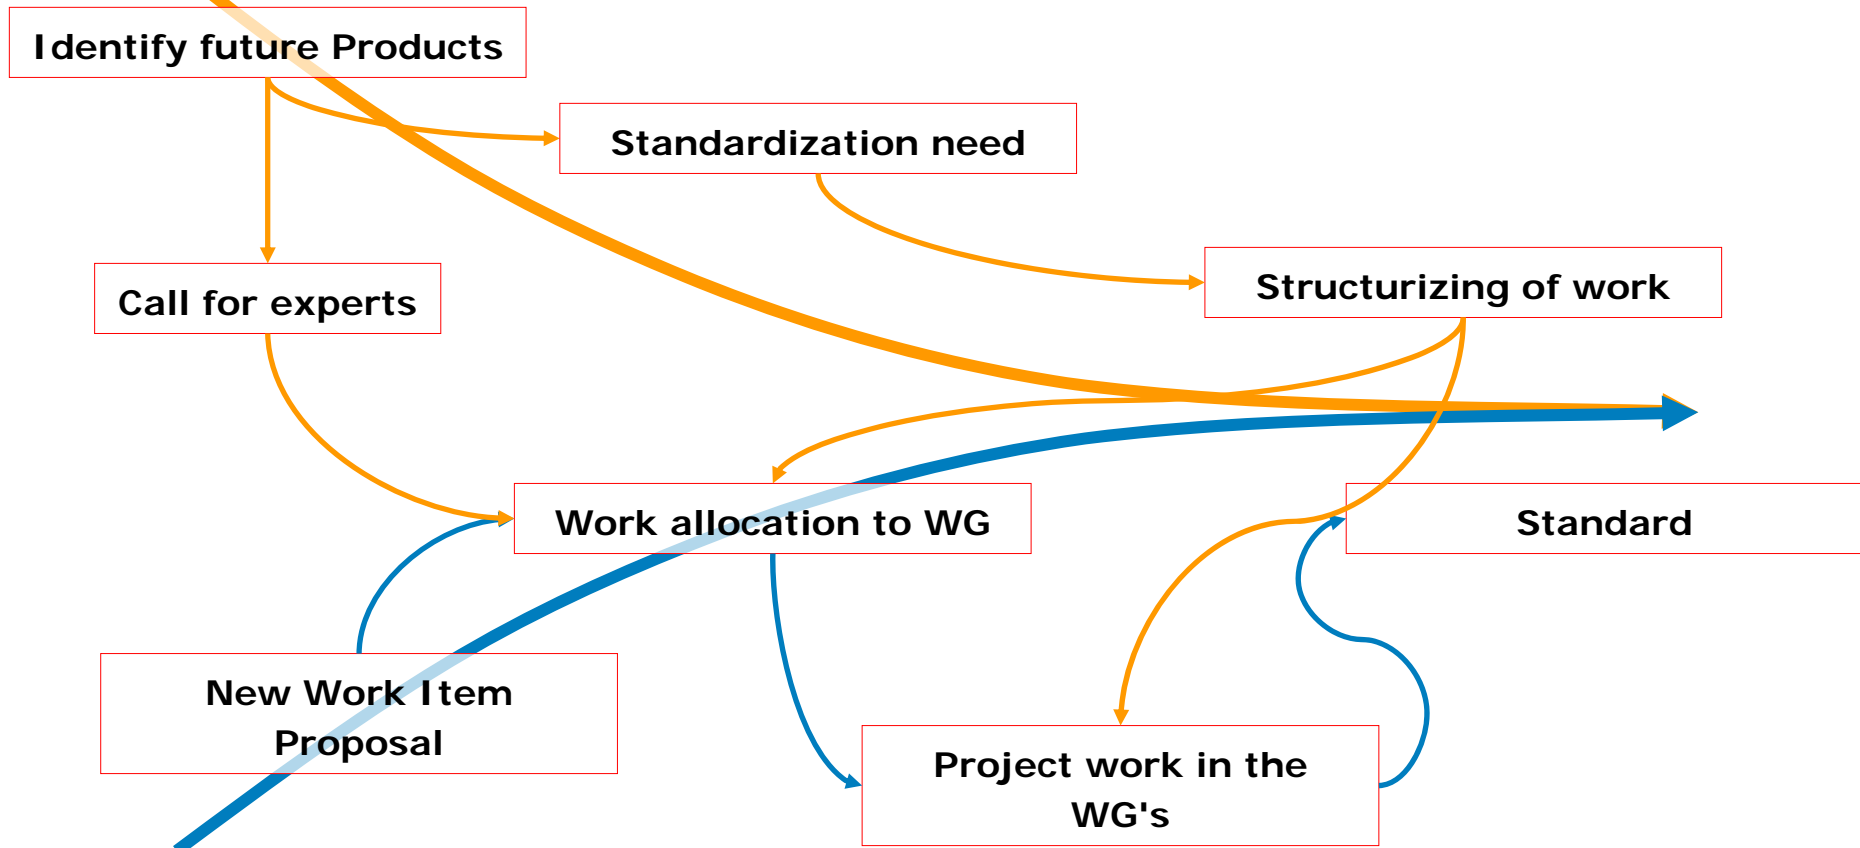 Identify future Products
Standardization need
Structurizing of work
Call for experts
Work allocation to WG
Standard
New Work Item
Proposal
Project work in the
WG's